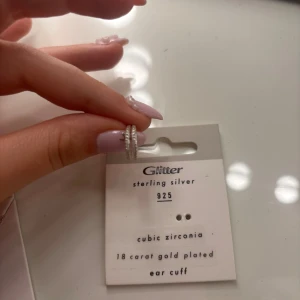 Glitter
sterling silver
925
cubic zirconia
18 carat gold plated
ear cuff